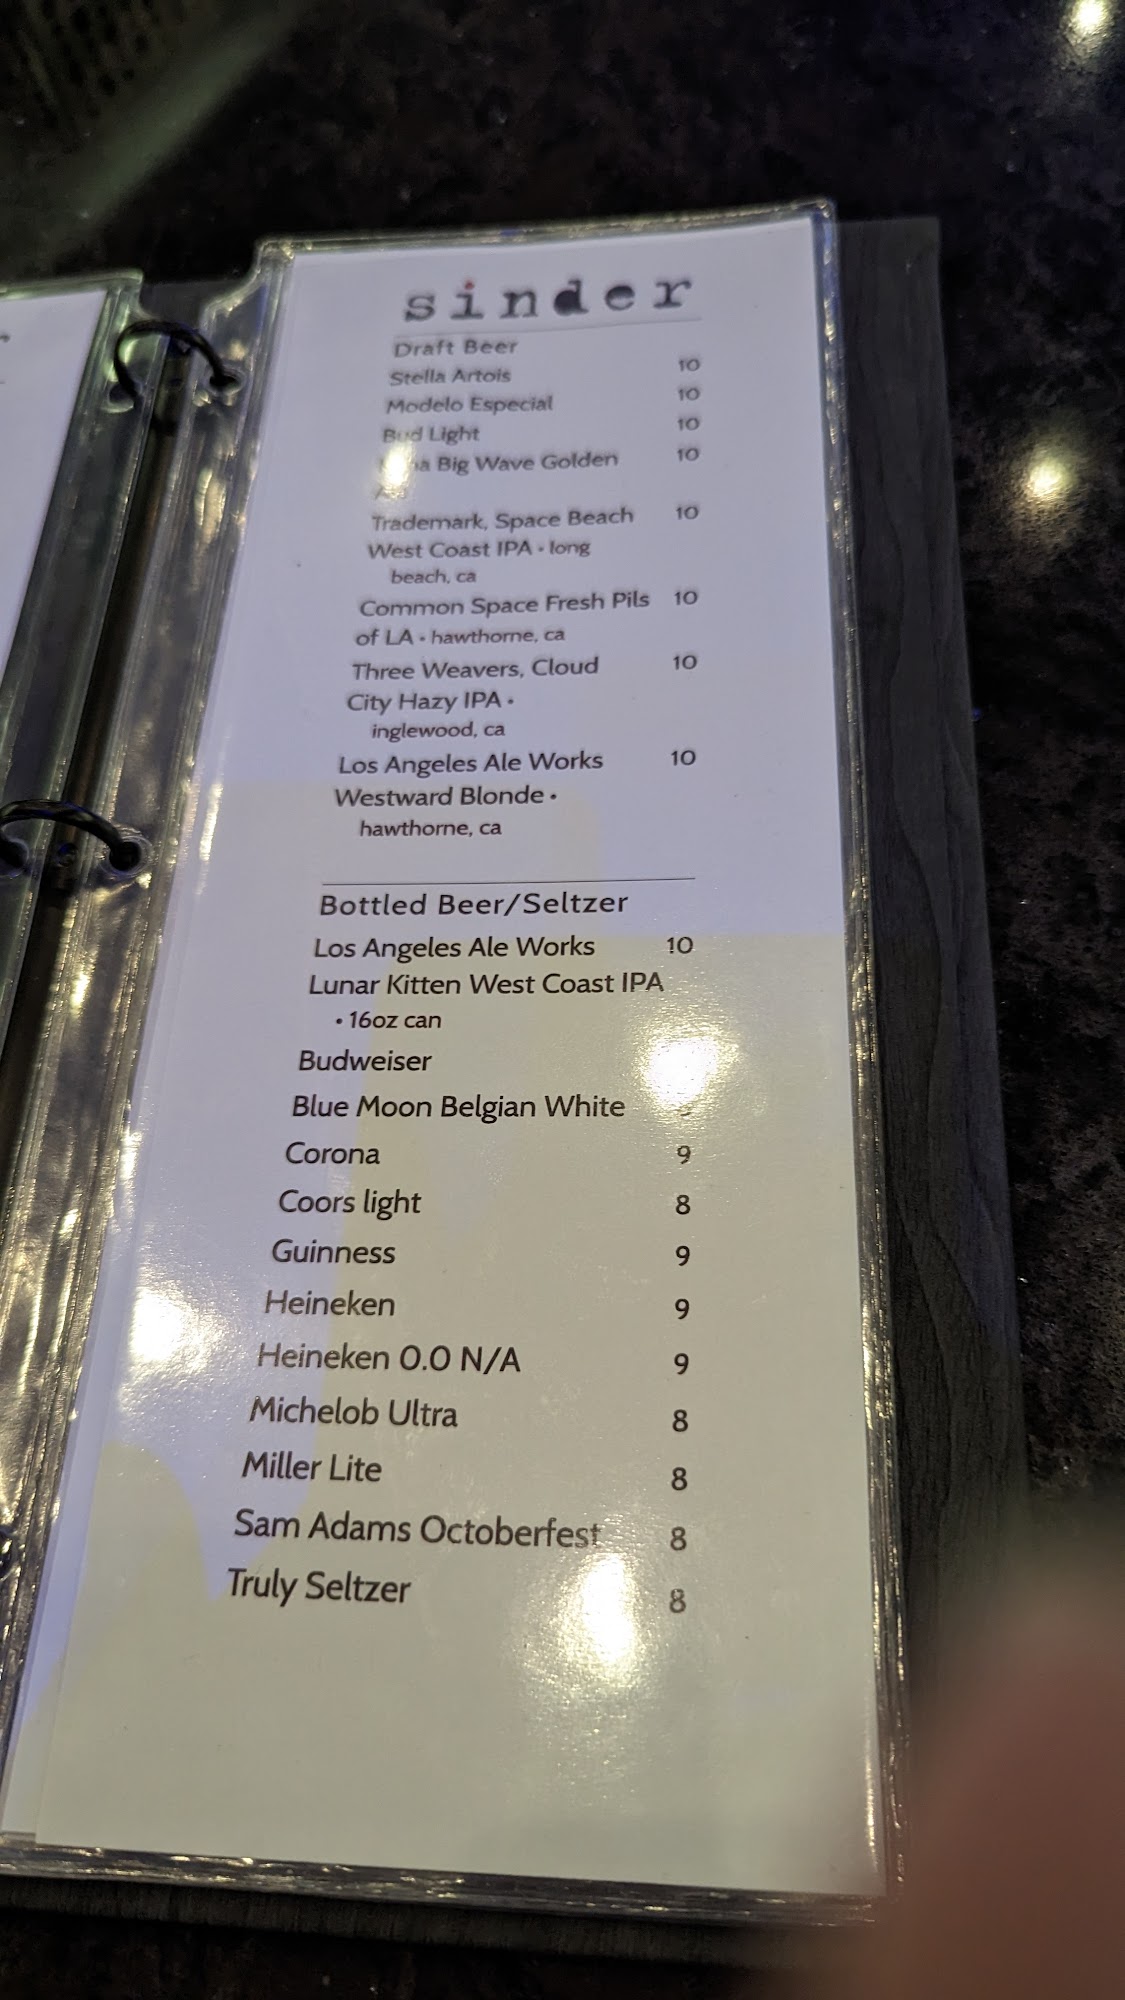 sinder
Draft Beer
Stella Artois 10
Modelo Especial 10
Bud Light 10
Big Wave Golden 10
Trademark, Space Beach 10
West Coast IPA • long
beach, ca
Common Space Fresh Pils 10
of LA • hawthorne, ca
Three Weavers, Cloud 10
City Hazy IPA •
inglewood, ca
Los Angeles Ale Works 10
Westward Blonde •
hawthorne, ca
Bottled Beer/Seltzer
Los Angeles Ale Works 10
Lunar Kitten West Coast IPA
• 16oz can
Budweiser
Blue Moon Belgian White
Corona 9
Coors light 8
Guinness 9
Heineken 9
Heineken 0.0 N/A 9
Michelob Ultra 8
Miller Lite 8
Sam Adams Octoberfest 8
Truly Seltzer 8